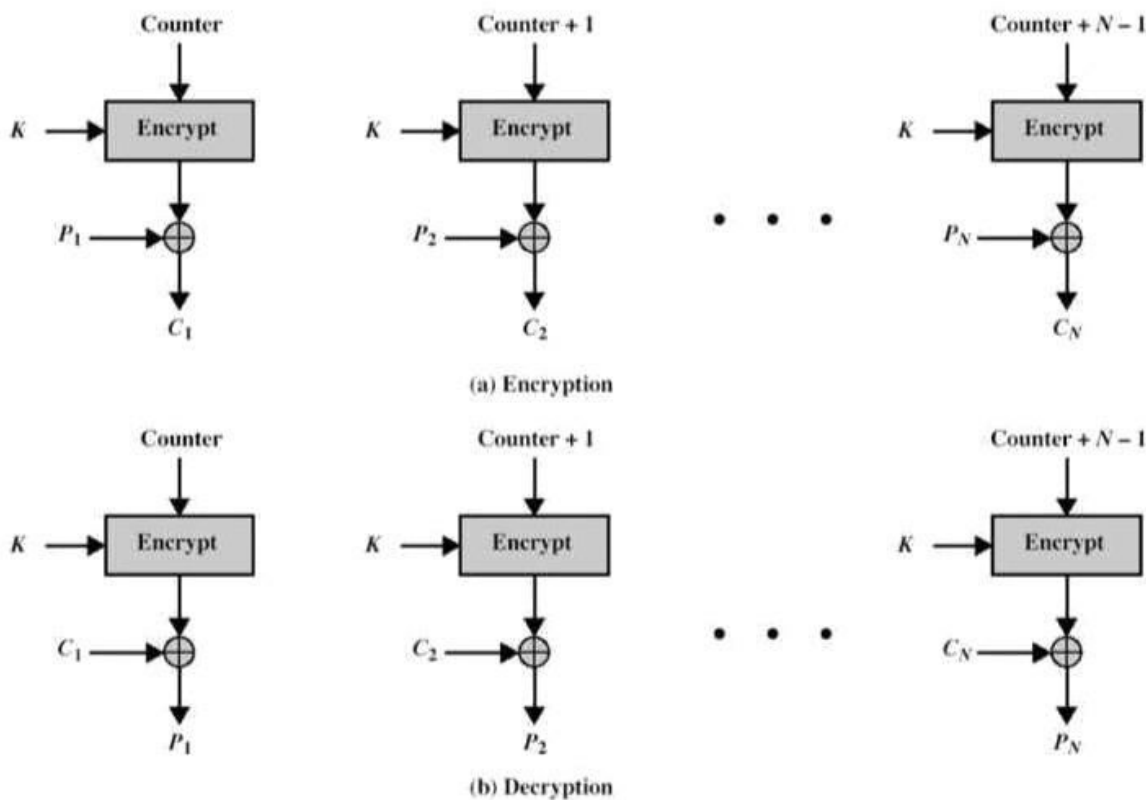 Counter Counter + 1 Counter + N – 1
K Encrypt K Encrypt K Encrypt
P1 P2 PN
C1 C2 CN
(a) Encryption
Counter Counter + 1 Counter + N – 1
K Encrypt K Encrypt K Encrypt
C1 C2 CN
P1 P2 PN
(b) Decryption